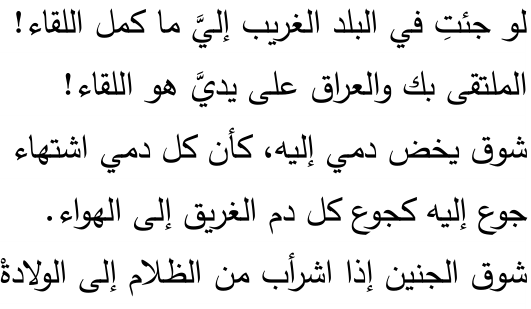 لو جئتِ في البلد الغريب إليَّ ما كمل اللقاء!
الملتقى بك والعراق على يديَّ هو اللقاء!
شوق يخض دمي إليه، كأن كل دمي اشتهاء
جوع إليه كجوع كل دم الغريق إلى الهواء.
شوق الجنين إذا اشرأب من الظلام إلى الولادةْ